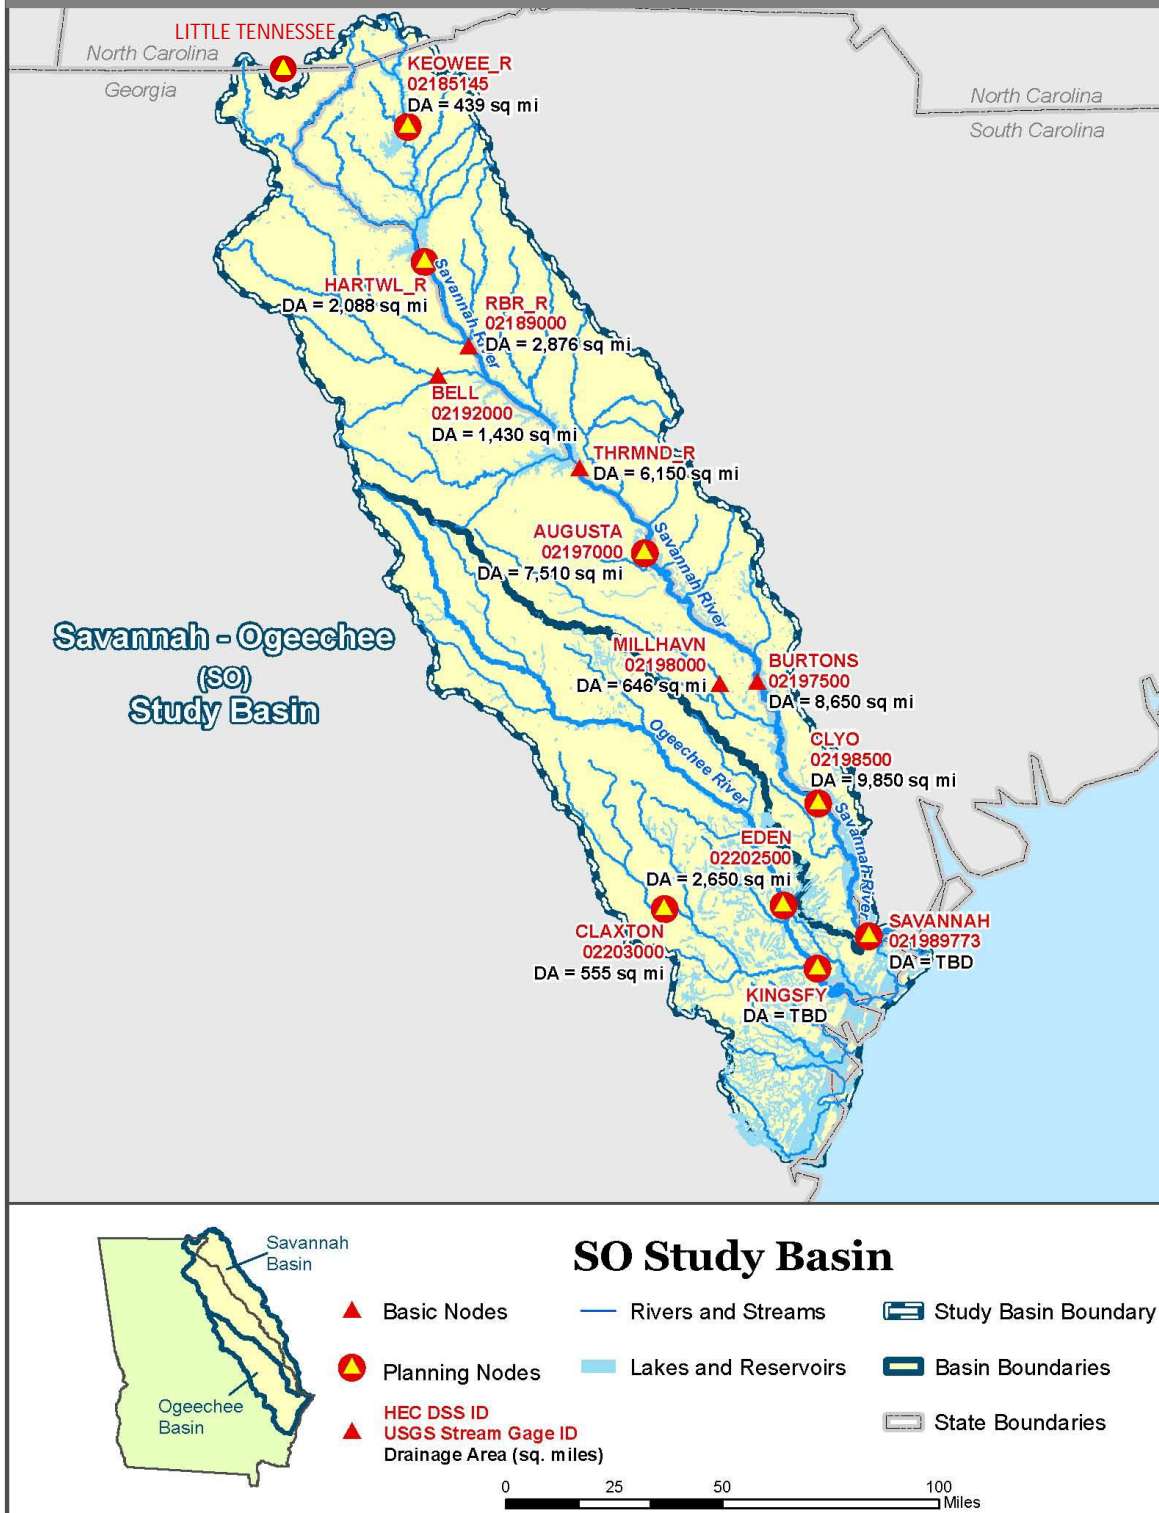 LITTLE TENNESSEE
North Carolina
Georgia
KEOWEE_R
02185145
DA = 439 sq mi
North Carolina
South Carolina
HARTWL_R
DA = 2,088 sq mi
Savannah River
RBR_R
02189000
DA = 2,876 sq mi
BELL
02192000
DA = 1,430 sq mi
THRMND_R
DA = 6,150 sq mi
AUGUSTA
02197000
DA = 7,510 sq mi
Savannah River
Savannah - Ogeechee
(SO)
Study Basin
MILLHAVN
02198000
DA = 646 sq mi
BURTONS
02197500
DA = 8,650 sq mi
Ogeechee River
CLYO
02198500
DA = 9,850 sq mi
Savannah River
EDEN
02202500
DA = 2,650 sq mi
CLAXTON
02203000
DA = 555 sq mi
SAVANNAH
021989773
DA = TBD
KINGSFY
DA = TBD
Savannah
Basin
Ogeechee
Basin
SO Study Basin
Basic Nodes
Planning Nodes
HEC DSS ID
USGS Stream Gage ID
Drainage Area (sq. miles)
Rivers and Streams
Lakes and Reservoirs
Study Basin Boundary
Basin Boundaries
State Boundaries
0 25 50 100
Miles